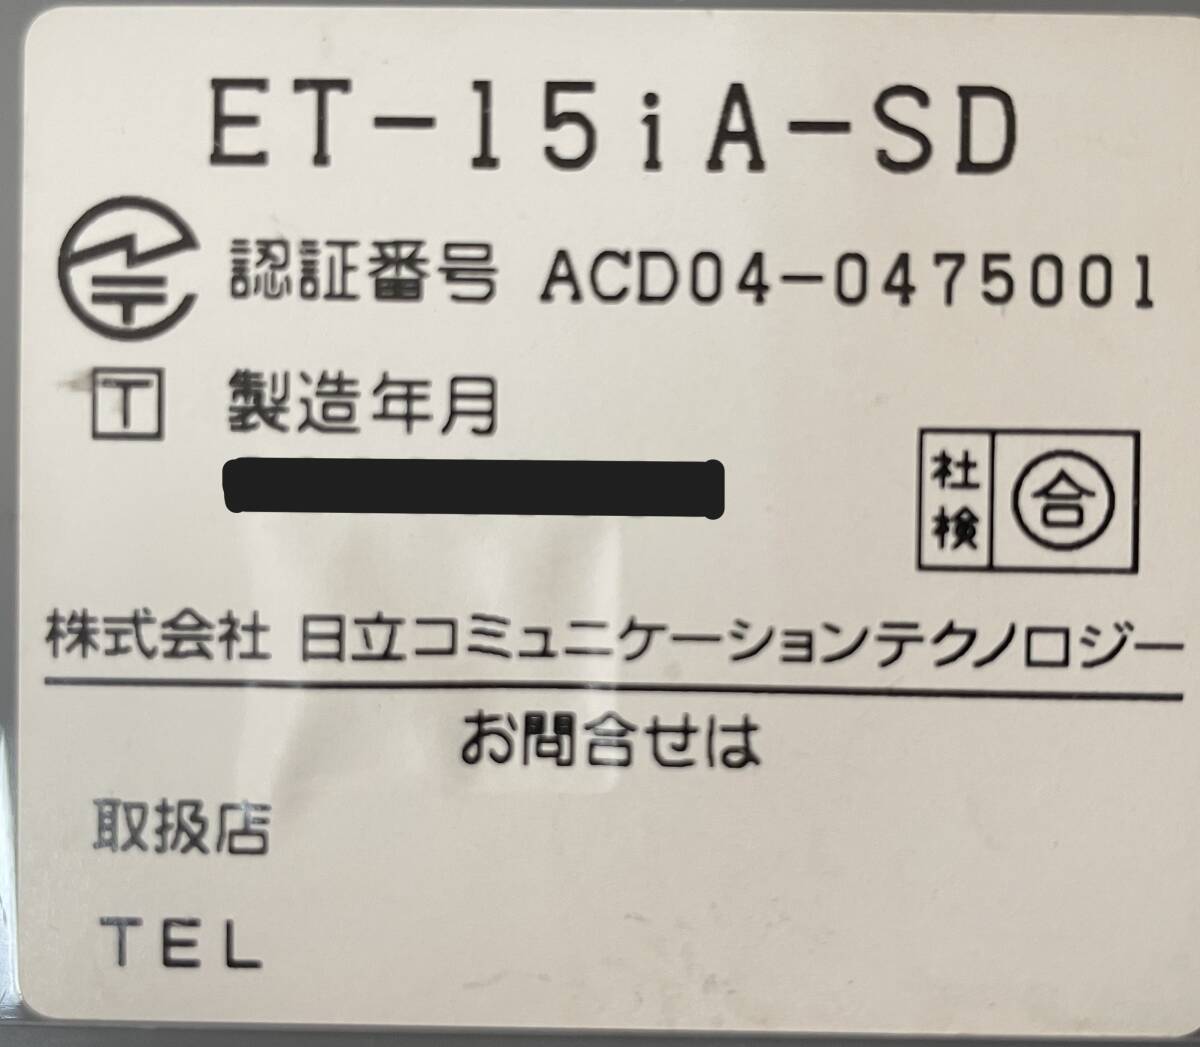 ET-15iA-SD
認証番号 ACD04-0475001
T 製造年月
社検 合
株式会社 日立コミュニケーションテクノロジー
お問合せは
取扱店
TEL